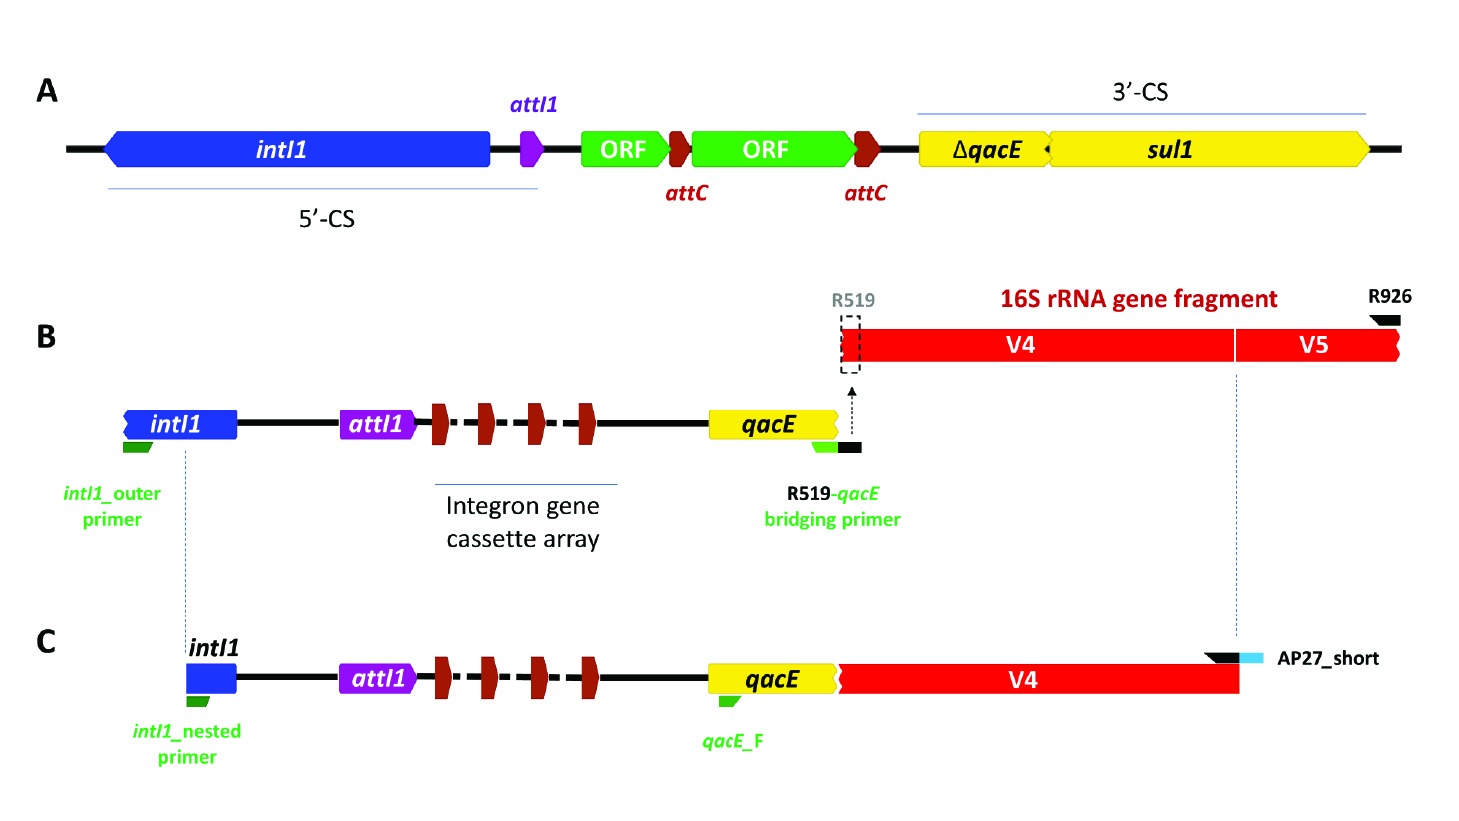 A
attI1
3’-CS
intI1
ORF
ORF
ΔqacE
sul1
attC
attC
5’-CS
R519
16S rRNA gene fragment
R926
B
V4
V5
intI1
attI1
qacE
intI1_outer
primer
Integron gene
cassette array
R519-qacE
bridging primer
C
intI1
AP27_short
attI1
qacE
V4
intI1_nested
primer
qacE_F